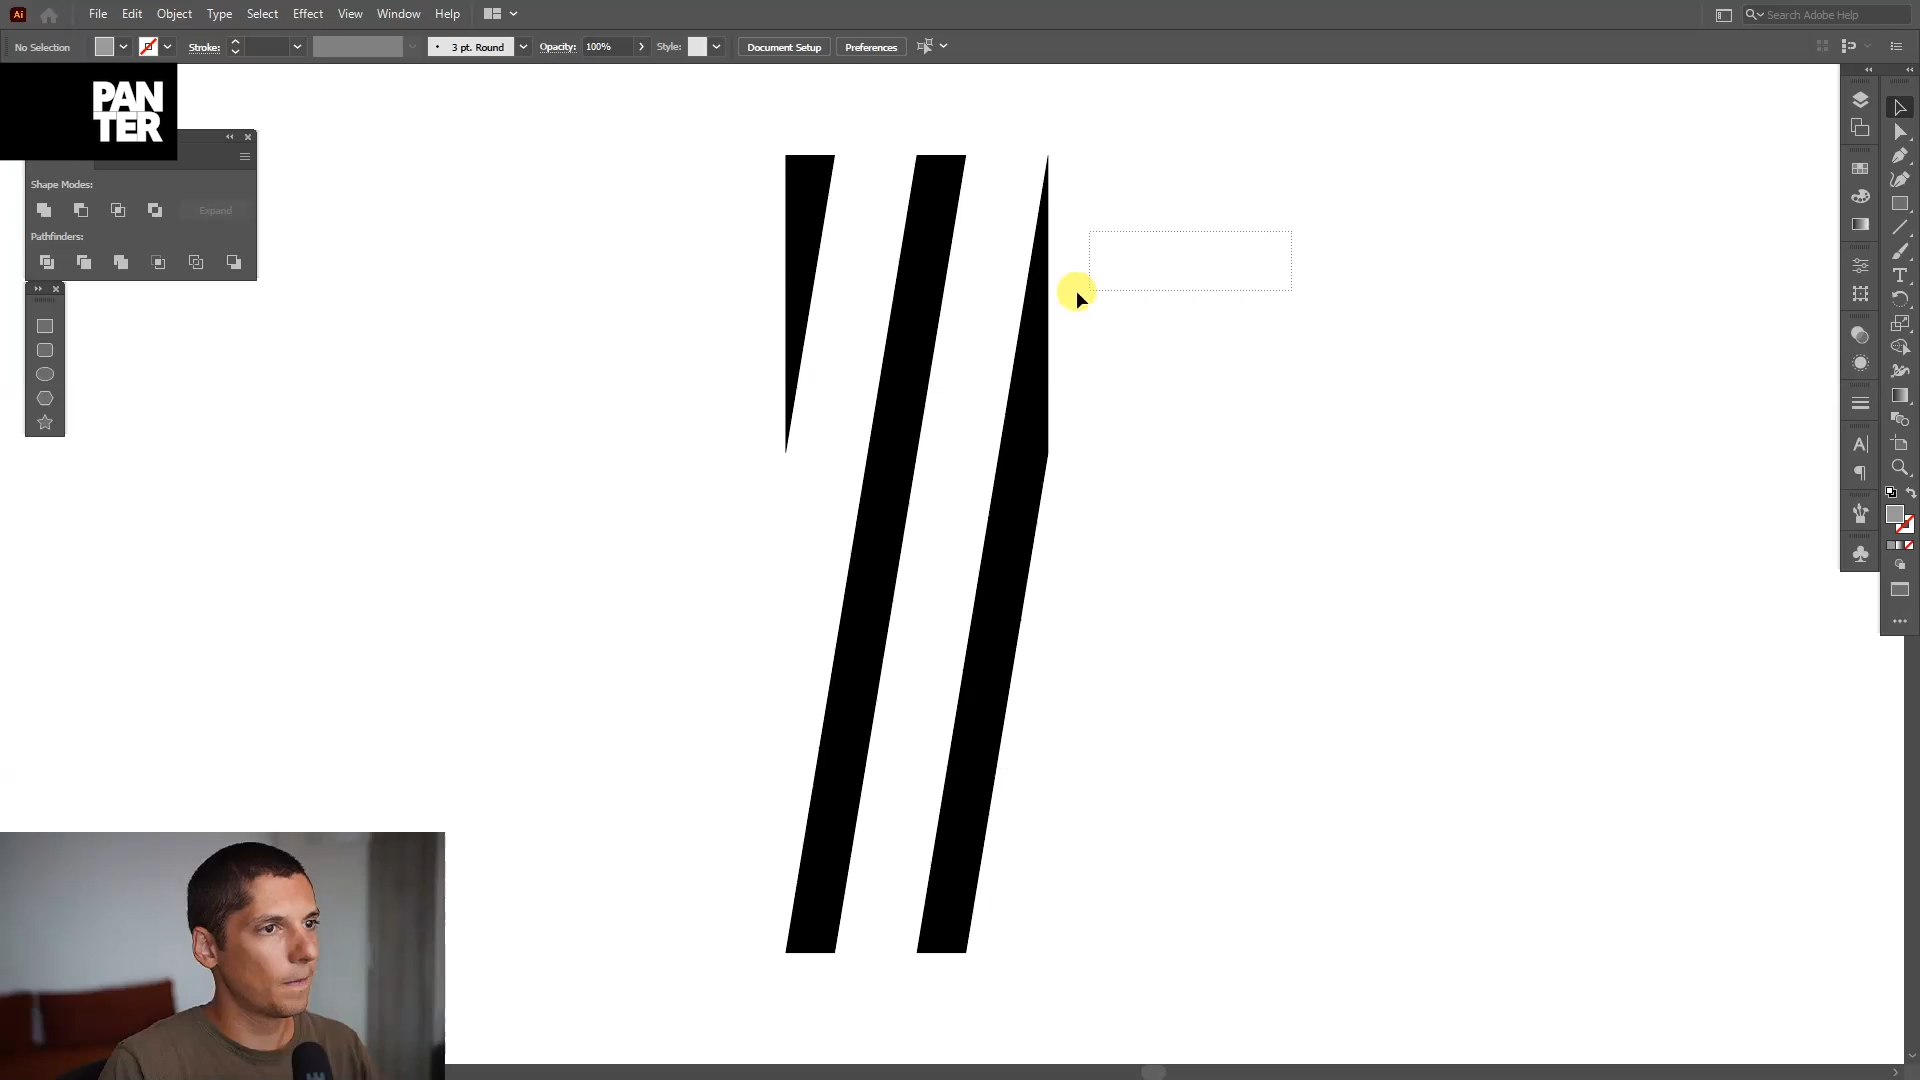 Ai File Edit Object Type Select Effect View Window Help Search Adobe Help
No Selection Stroke: 3 pt. Round Opacity: 100% Style: Document Setup Preferences
PAN
TER
Shape Modes:
Expand
Pathfinders: